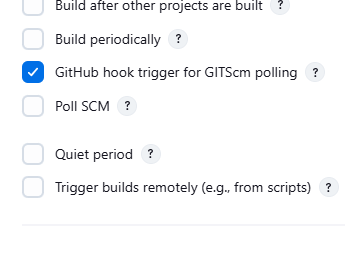 Build after other projects are built ?
Build periodically ?
GitHub hook trigger for GITScm polling ?
Poll SCM ?
Quiet period ?
Trigger builds remotely (e.g., from scripts) ?